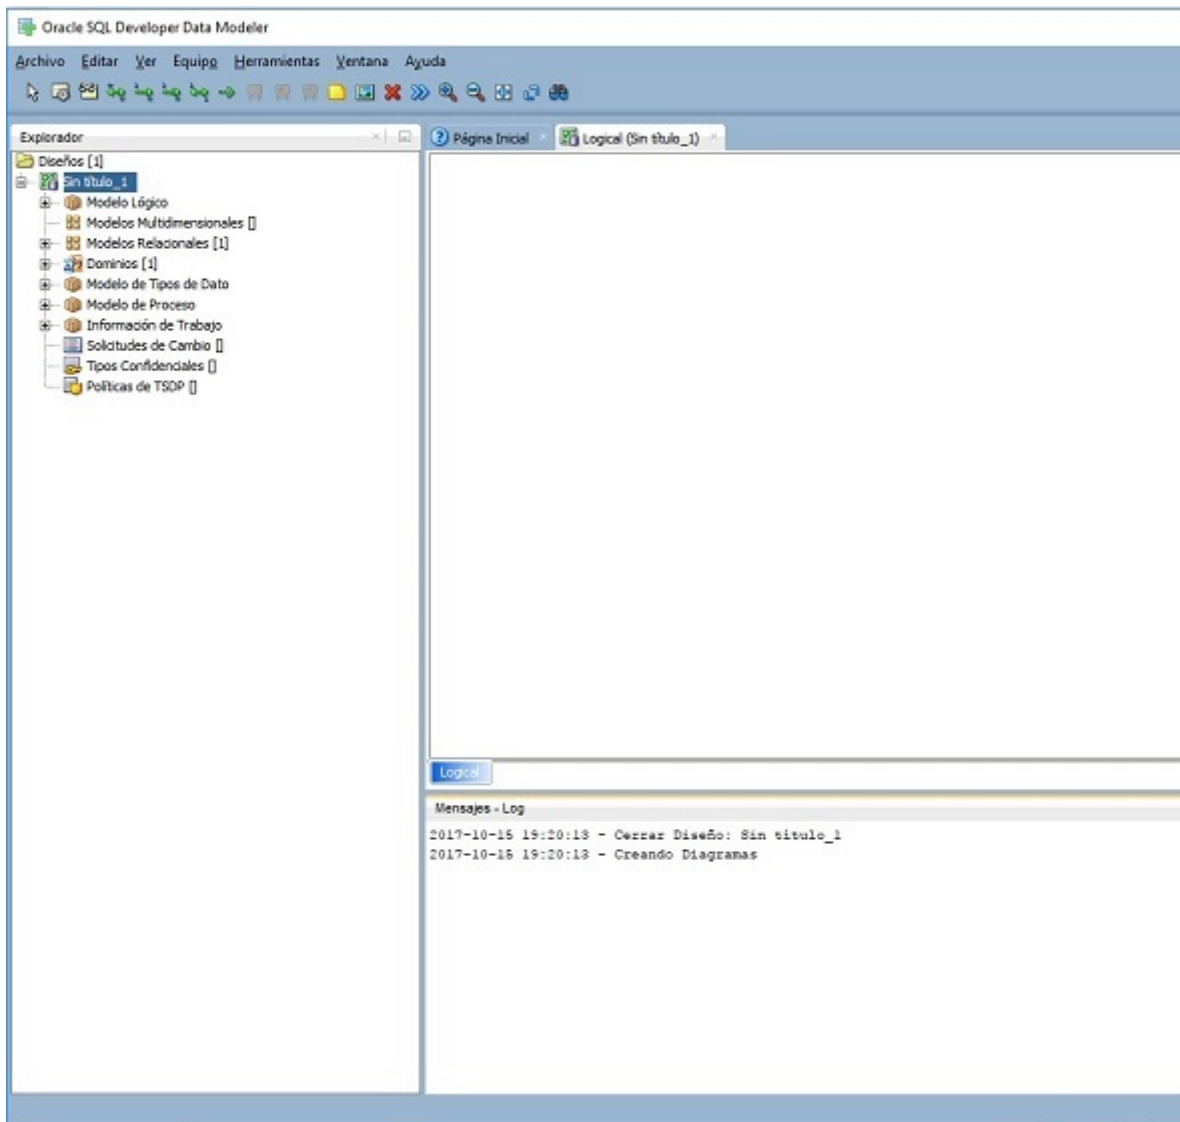 Oracle SQL Developer Data Modeler
Archivo Editar Ver Equipo Herramientas Ventana Ayuda
Explorador
Página Inicial Logical (Sin título_1)
Diseños [1]
Sin título_1
Modelo Lógico
Modelos Multidimensionales []
Modelos Relacionales [1]
Dominios [1]
Modelo de Tipos de Dato
Modelo de Proceso
Información de Trabajo
Solicitudes de Cambio []
Tipos Confidenciales []
Políticas de TSDP []
Logical
Mensajes - Log
2017-10-15 19:20:13 - Cerrar Diseño: Sin título_1
2017-10-15 19:20:13 - Creando Diagramas